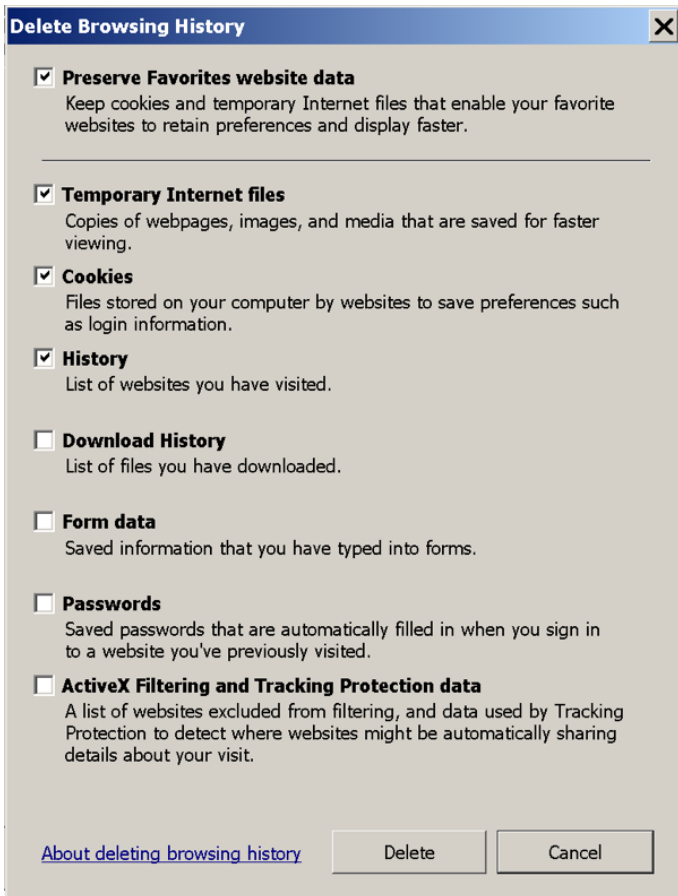 Delete Browsing History
Preserve Favorites website data
Keep cookies and temporary Internet files that enable your favorite
websites to retain preferences and display faster.
Temporary Internet files
Copies of webpages, images, and media that are saved for faster
viewing.
Cookies
Files stored on your computer by websites to save preferences such
as login information.
History
List of websites you have visited.
Download History
List of files you have downloaded.
Form data
Saved information that you have typed into forms.
Passwords
Saved passwords that are automatically filled in when you sign in
to a website you've previously visited.
ActiveX Filtering and Tracking Protection data
A list of websites excluded from filtering, and data used by Tracking
Protection to detect where websites might be automatically sharing
details about your visit.
About deleting browsing history
Delete
Cancel